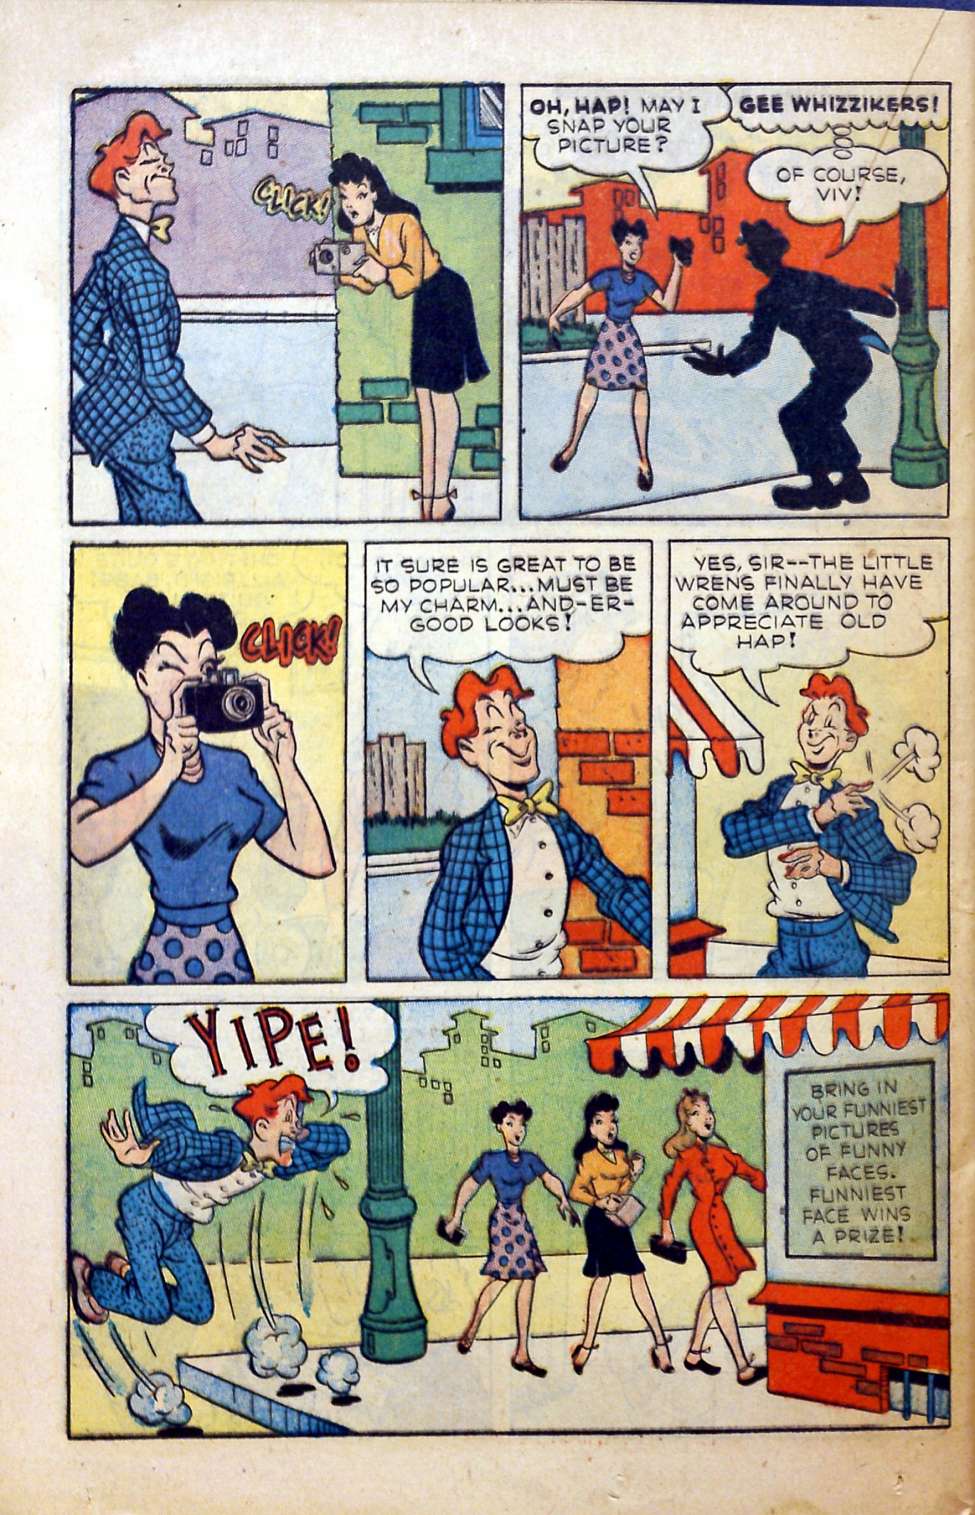 CLICK!
OH, HAP! MAY I
SNAP YOUR
PICTURE?
GEE WHIZZIKERS!
OF COURSE,
VIV!
CLICK!
IT SURE IS GREAT TO BE
SO POPULAR...MUST BE
MY CHARM...AND-ER-
GOOD LOOKS!
YES, SIR--THE LITTLE
WRENS FINALLY HAVE
COME AROUND TO
APPRECIATE OLD
HAP!
YIPE!
BRING IN
YOUR FUNNIEST
PICTURES
OF FUNNY
FACES.
FUNNIEST
FACE WINS
A PRIZE!